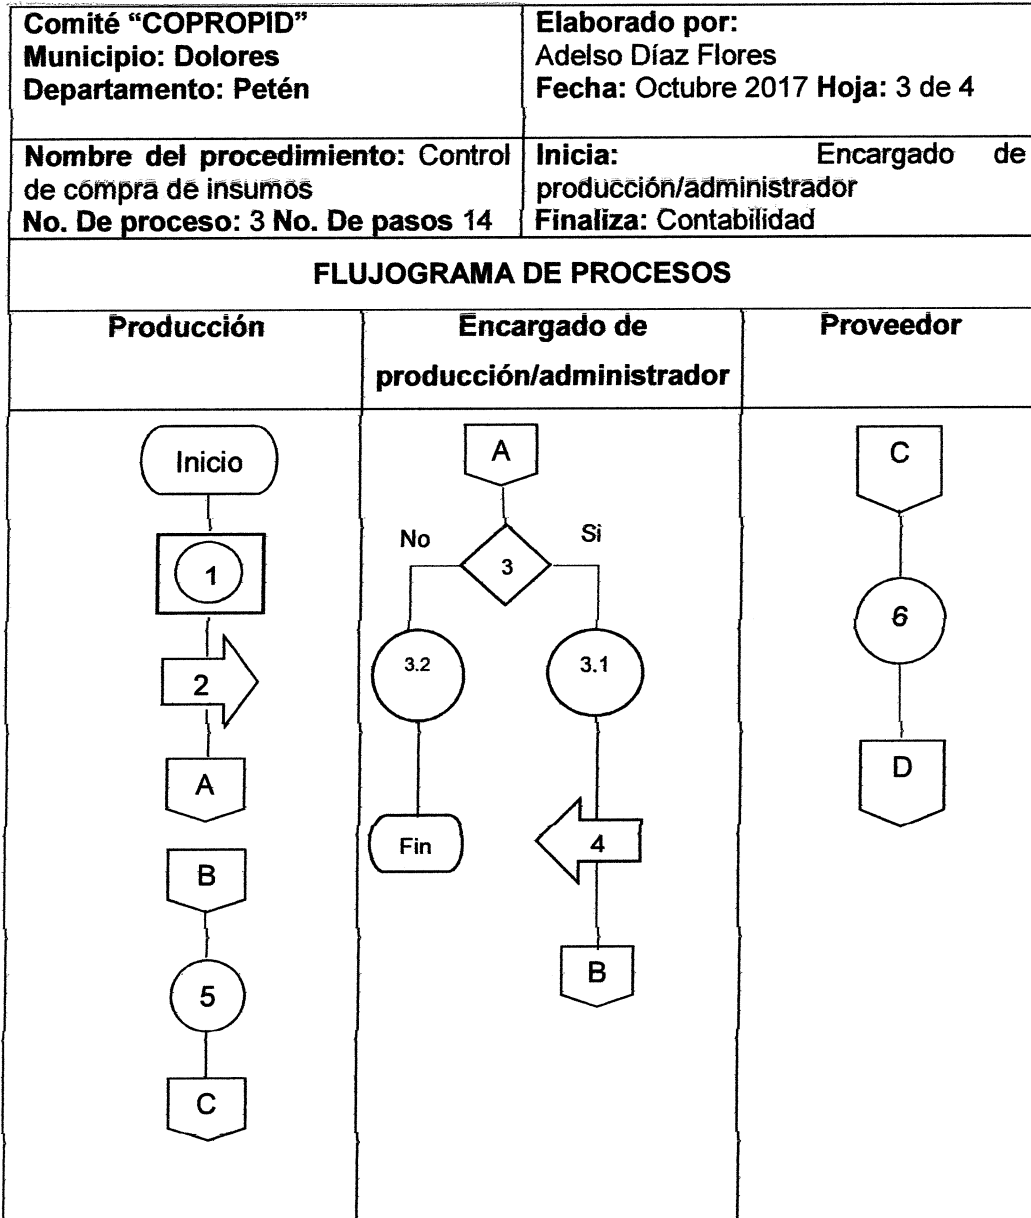 Comité “COPROPID”
Municipio: Dolores
Departamento: Petén
Elaborado por:
Adelso Díaz Flores
Fecha: Octubre 2017 Hoja: 3 de 4
Nombre del procedimiento: Control
de compra de insumos
No. De proceso: 3 No. De pasos 14
Inicia: Encargado de
producción/administrador
Finaliza: Contabilidad
FLUJOGRAMA DE PROCESOS
Producción
Encargado de
producción/administrador
Proveedor
Inicio
1
2
A
B
5
C
A
No
Si
3
3.2
3.1
Fin
4
B
C
6
D